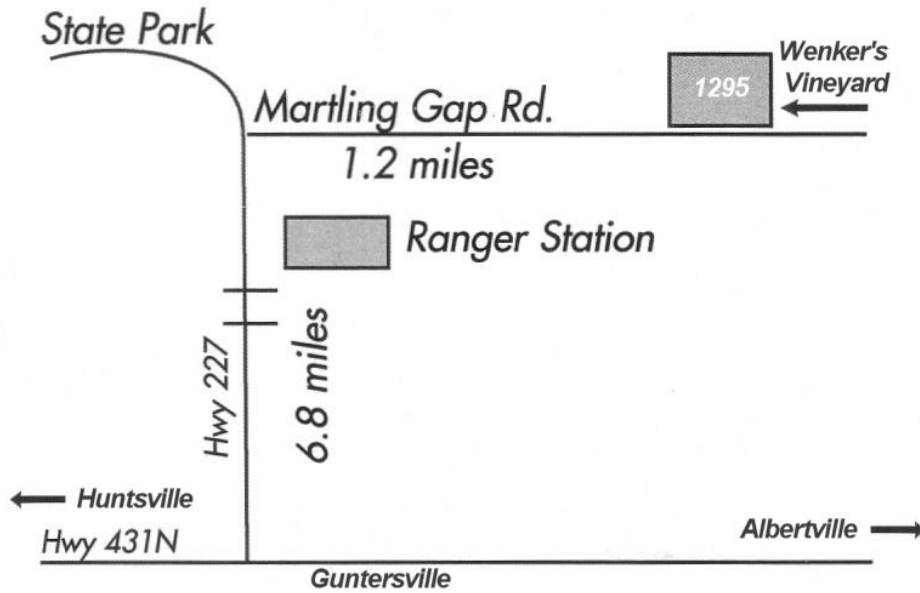 State Park
Wenker's
Vineyard
1295
Martling Gap Rd.
1.2 miles
Ranger Station
Hwy 227
6.8 miles
Huntsville
Hwy 431N
Albertville
Guntersville